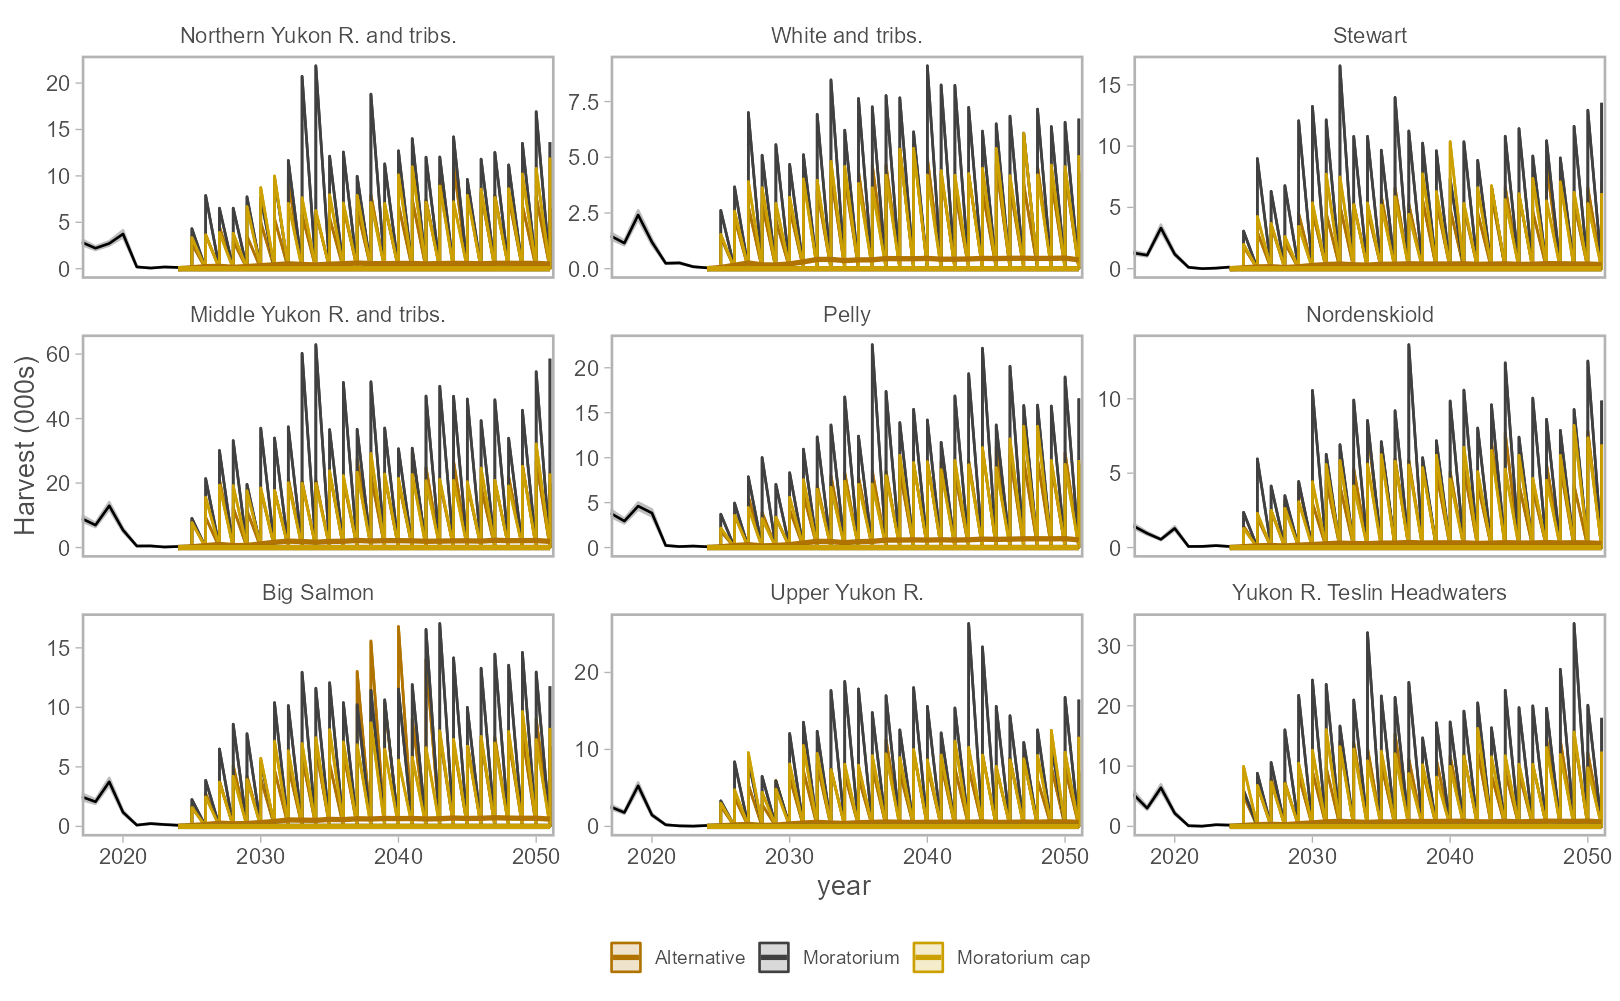 Northern Yukon R. and tribs.
White and tribs.
Stewart
20
15
10
5
0
7.5
5.0
2.5
0.0
15
10
5
0
Middle Yukon R. and tribs.
Pelly
Nordenskiold
Harvest (000s)
60
40
20
0
20
15
10
5
0
10
5
0
Big Salmon
Upper Yukon R.
Yukon R. Teslin Headwaters
15
10
5
0
20
10
0
30
20
10
0
2020 2030 2040 2050
2020 2030 2040 2050
2020 2030 2040 2050
year
Alternative Moratorium Moratorium cap